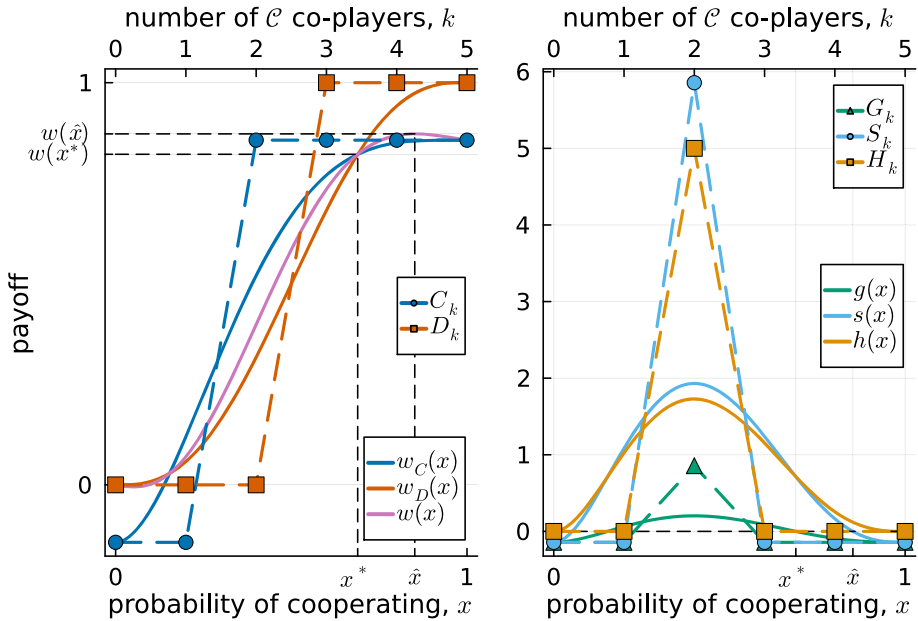 number of 𝒞 co-players, k
0 1 2 3 4 5
1
w(x̂)
w(x*)
0
payoff
C_k
D_k
w_C(x)
w_D(x)
w(x)
0 x* x̂ 1
probability of cooperating, x
number of 𝒞 co-players, k
0 1 2 3 4 5
6
5
4
3
2
1
0
G_k
S_k
H_k
g(x)
s(x)
h(x)
0 x* x̂ 1
probability of cooperating, x